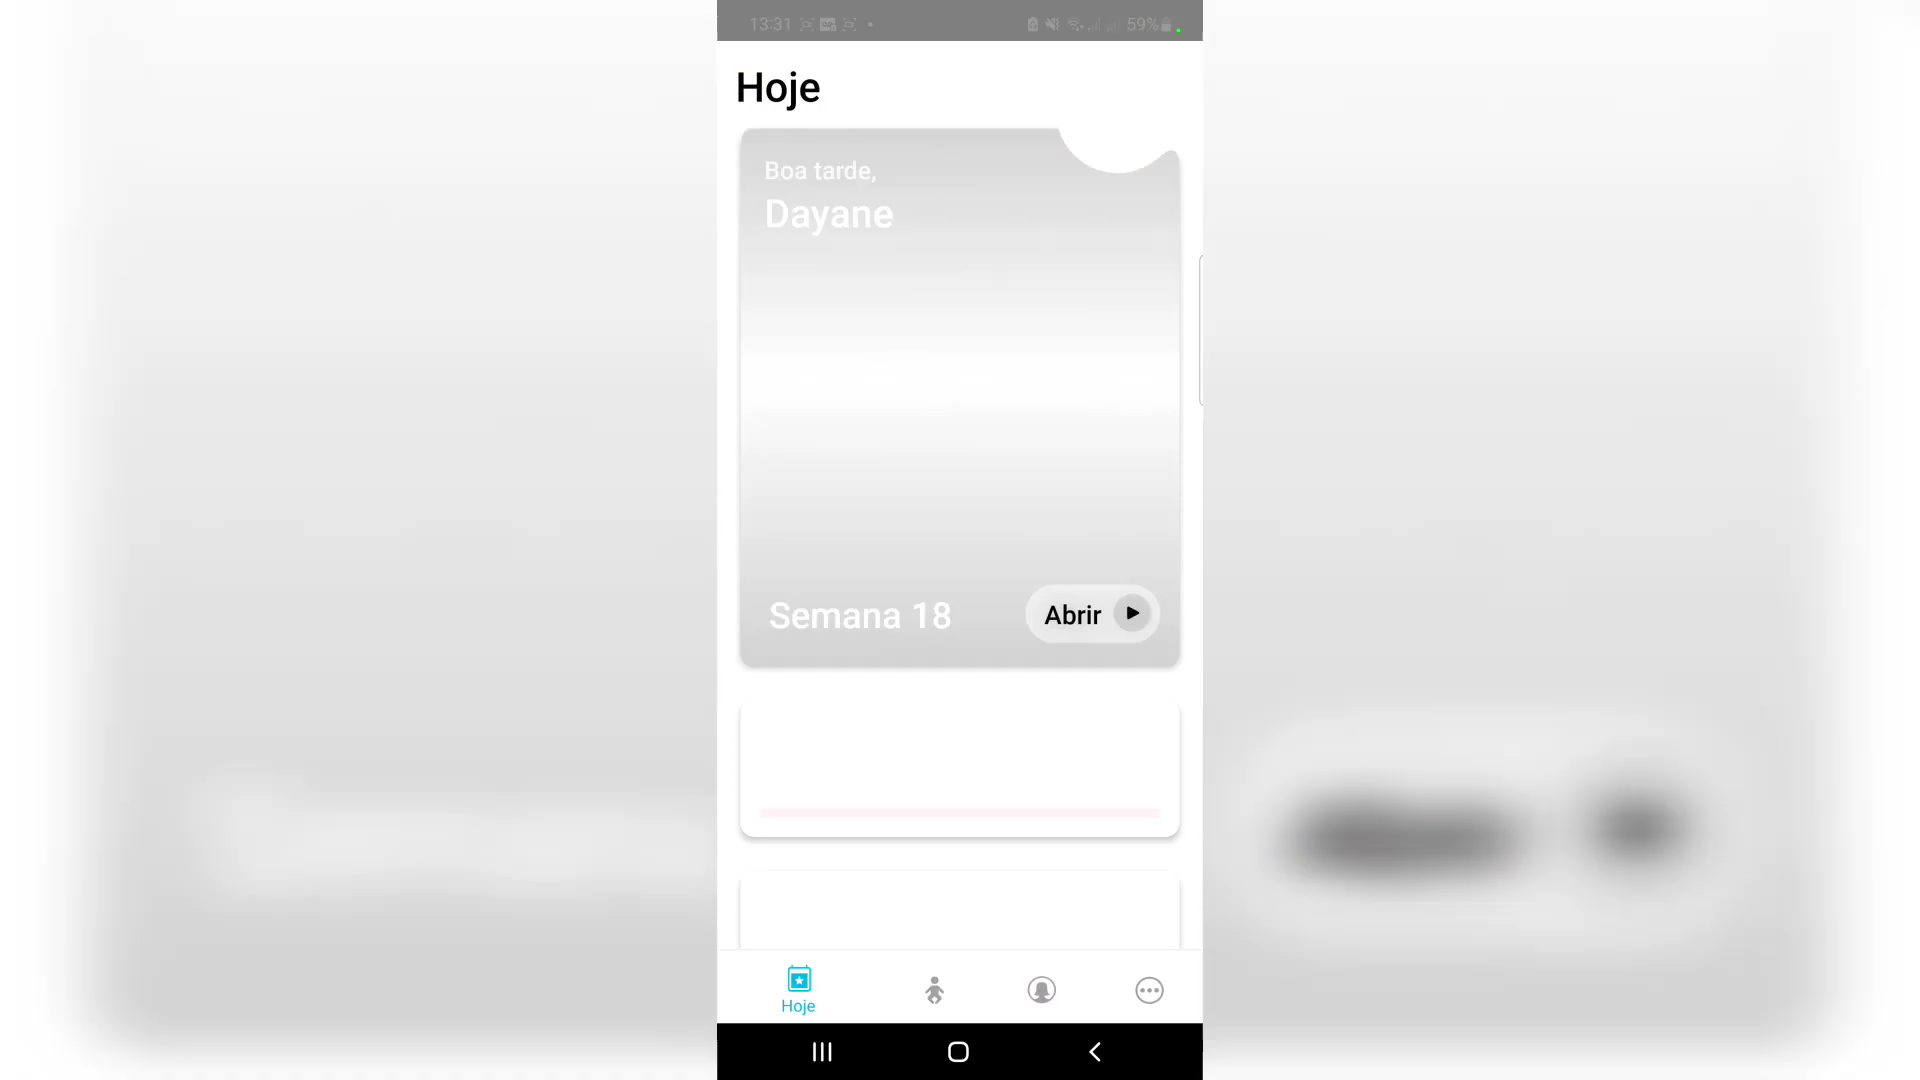 13:31
59%
Hoje
Boa tarde,
Dayane
Semana 18
Abrir
Hoje